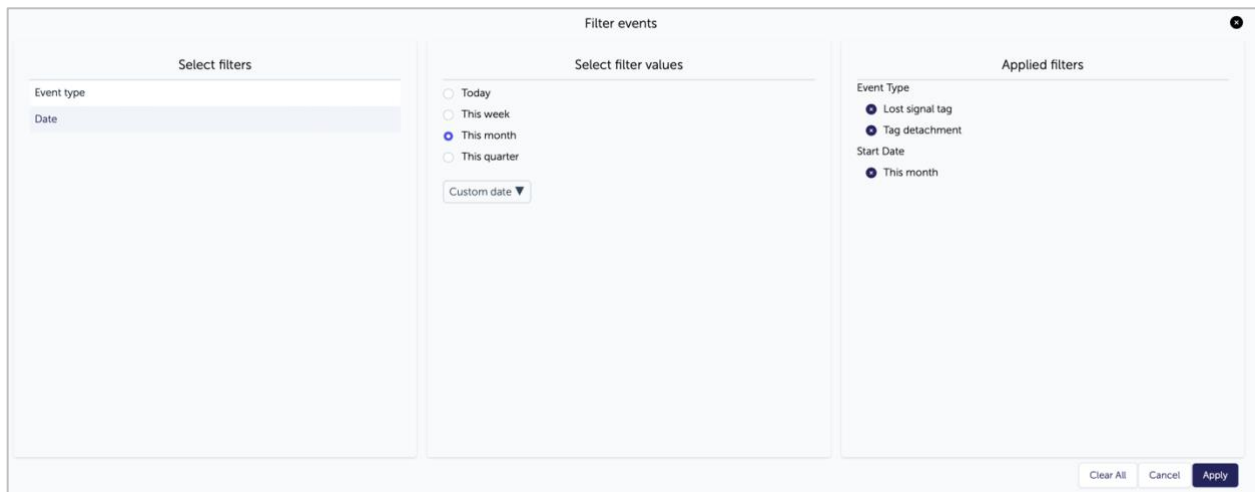 Filter events
Select filters
Event type
Date
Select filter values
Today
This week
This month
This quarter
Custom date ▼
Applied filters
Event Type
Lost signal tag
Tag detachment
Start Date
This month
Clear All
Cancel
Apply